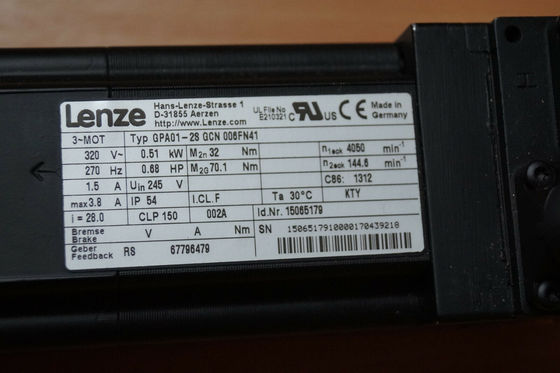 Lenze
Hans-Lenze-Strasse 1
D-31855 Aerzen
http://www.Lenze.com
UL File No
E210321
c RU US CE
Made in
Germany
3~MOT Typ GPA01-2S GCN 006FN41
320 V~ 0.51 kW M2n 32 Nm n1eck 4050 min-1
270 Hz 0.68 HP M2G 70.1 Nm n2eck 144.6 min-1
1.5 A Uin 245 V C86: 1312
max 3.8 A IP 54 I.CL.F Ta 30°C KTY
i = 28.0 CLP 150 002A Id.Nr. 15065179
Bremse
Brake V A Nm SN 1506517910000170439218
Geber
Feedback RS 67796479